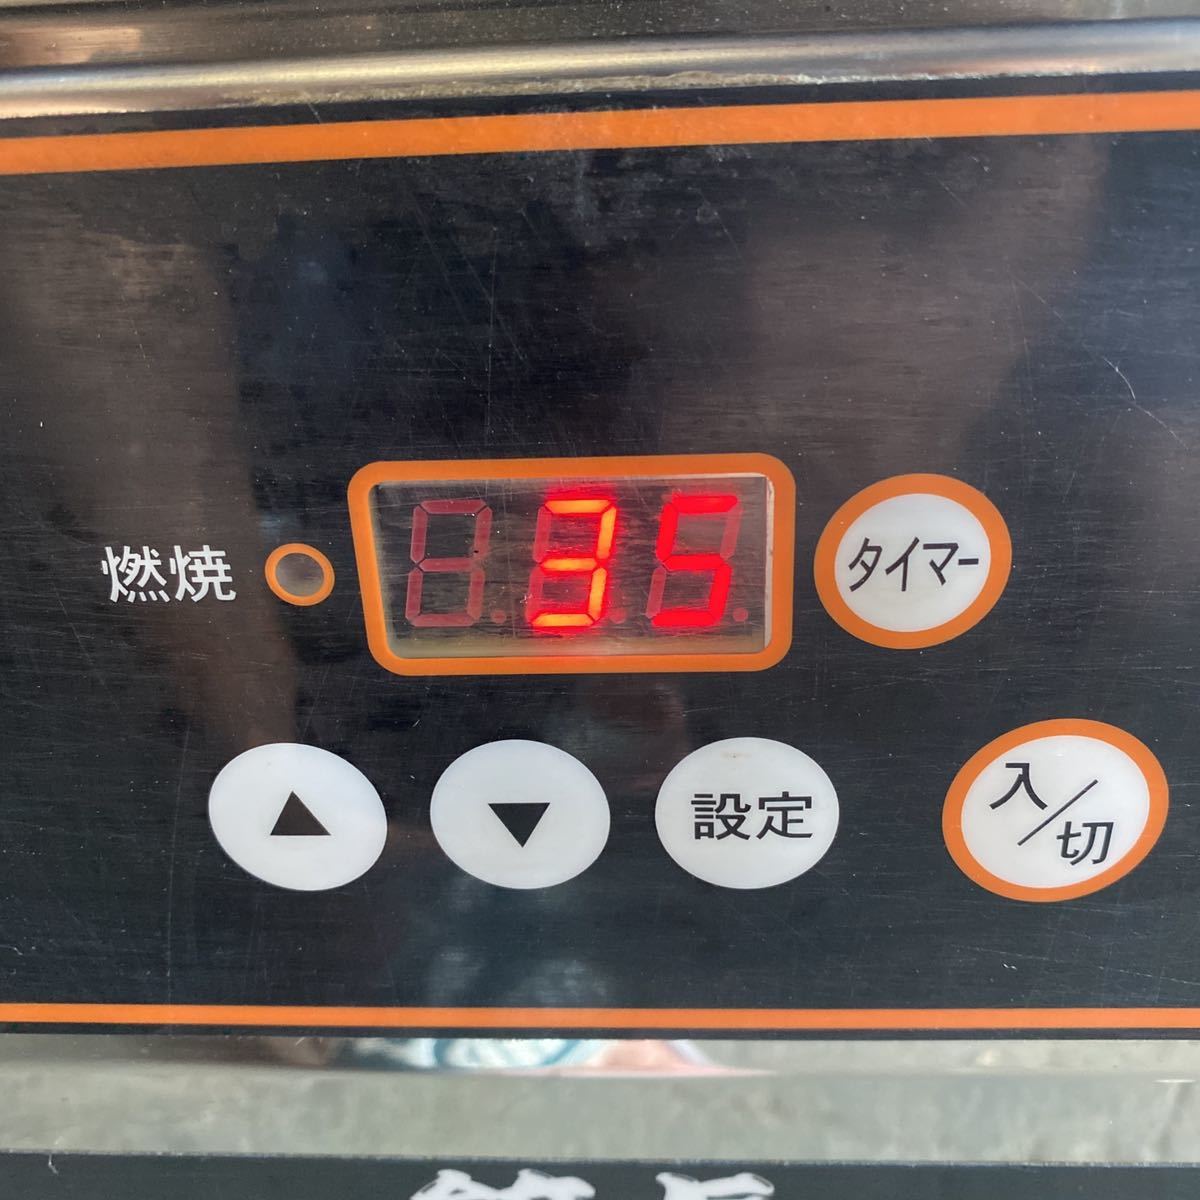 燃焼 35 タイマー
▲ ▼ 設定 入/切